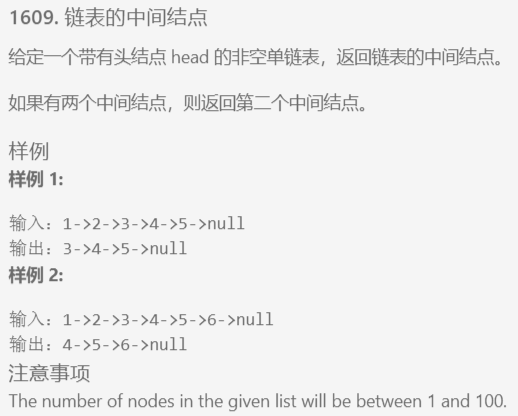 1609. 链表的中间结点
给定一个带有头结点 head 的非空单链表，返回链表的中间结点。
如果有两个中间结点，则返回第二个中间结点。
样例
样例 1:
输入：1->2->3->4->5->null
输出：3->4->5->null
样例 2:
输入：1->2->3->4->5->6->null
输出：4->5->6->null
注意事项
The number of nodes in the given list will be between 1 and 100.